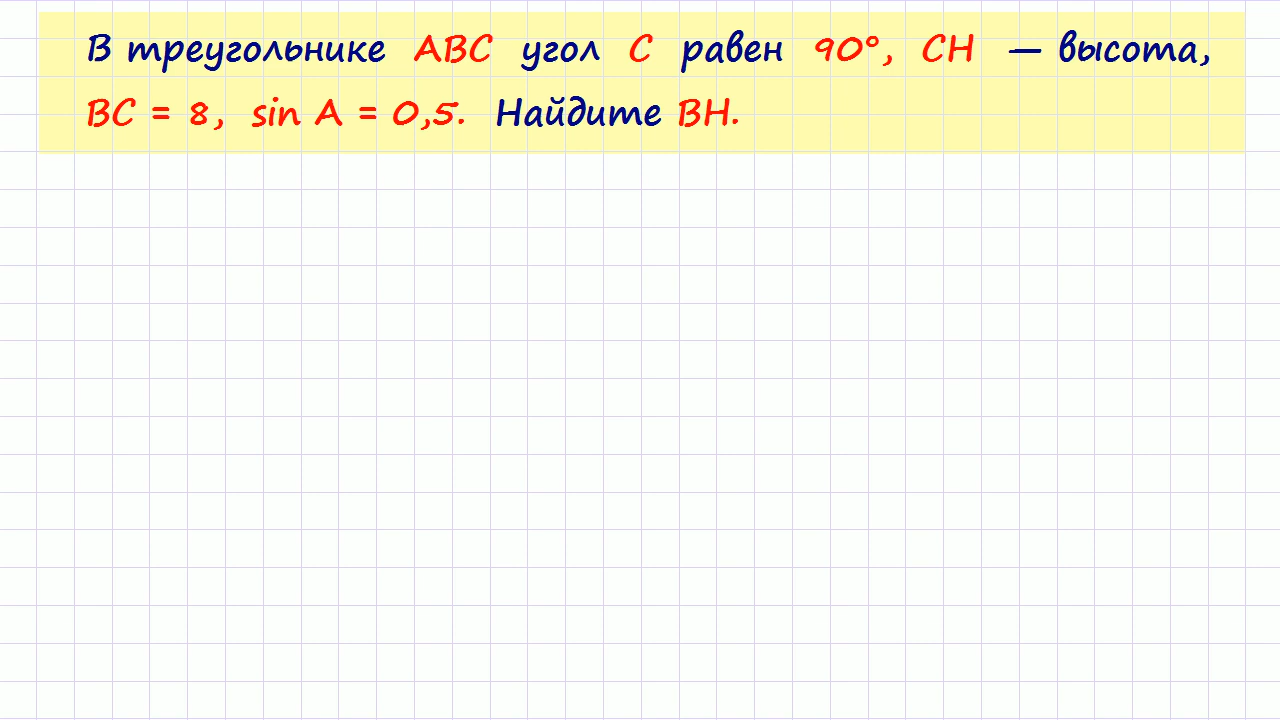 В треугольнике ABC угол C равен 90°, CH — высота,
BC = 8, sin A = 0,5. Найдите BH.